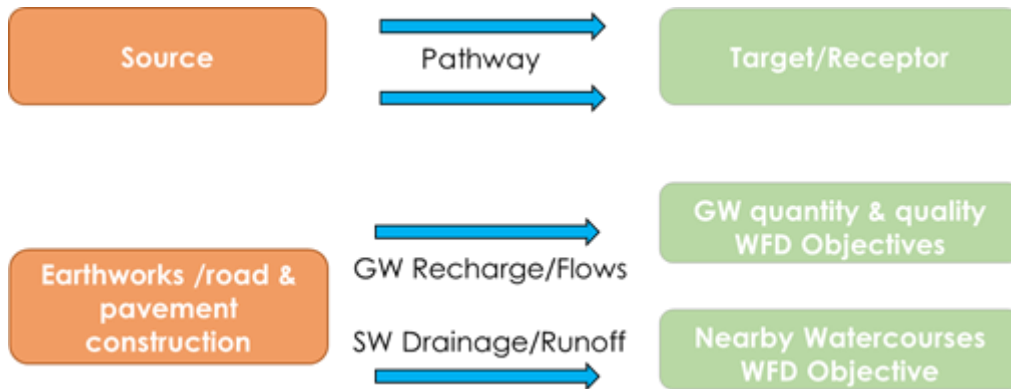 Source
Pathway
Target/Receptor
GW quantity & quality
WFD Objectives
Earthworks /road &
pavement
construction
GW Recharge/Flows
SW Drainage/Runoff
Nearby Watercourses
WFD Objective